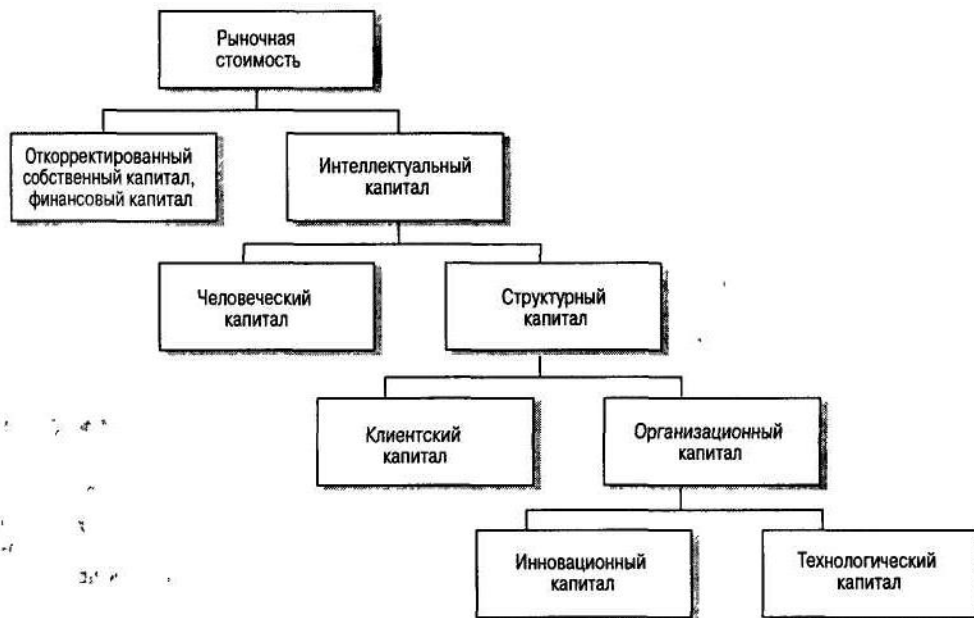 Рыночная
стоимость
Откорректированный
собственный капитал,
финансовый капитал
Интеллектуальный
капитал
Человеческий
капитал
Структурный
капитал
Клиентский
капитал
Организационный
капитал
Инновационный
капитал
Технологический
капитал